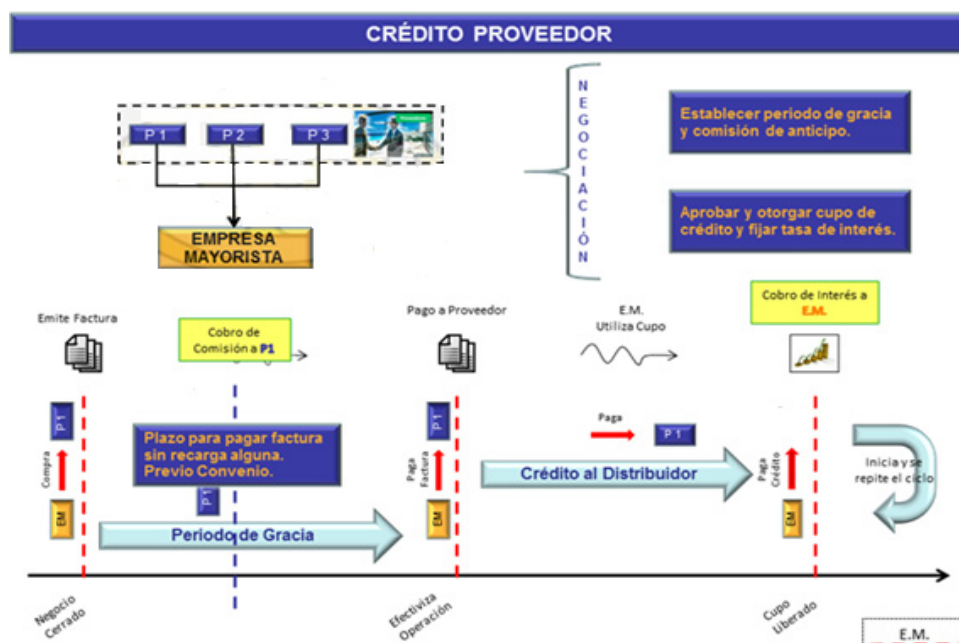 CRÉDITO PROVEEDOR
P 1
P 2
P 3
EMPRESA
MAYORISTA
NEGOCIACIÓN
Establecer periodo de gracia
y comisión de anticipo.
Aprobar y otorgar cupo de
crédito y fijar tasa de interés.
Emite Factura
Cobro de
Comisión a P1
Pago a Proveedor
E.M.
Utiliza Cupo
Cobro de Interés a
E.M.
P 1
Compra
EM
Plazo para pagar factura
sin recarga alguna.
Previo Convenio.
P1
Periodo de Gracia
P 1
Paga
Factura
EM
Paga
P 1
Crédito al Distribuidor
Paga
Crédito
EM
Inicia y se
repite el ciclo
Negocio
Cerrado
Efectiviza
Operación
Cupo
Liberado
E.M.